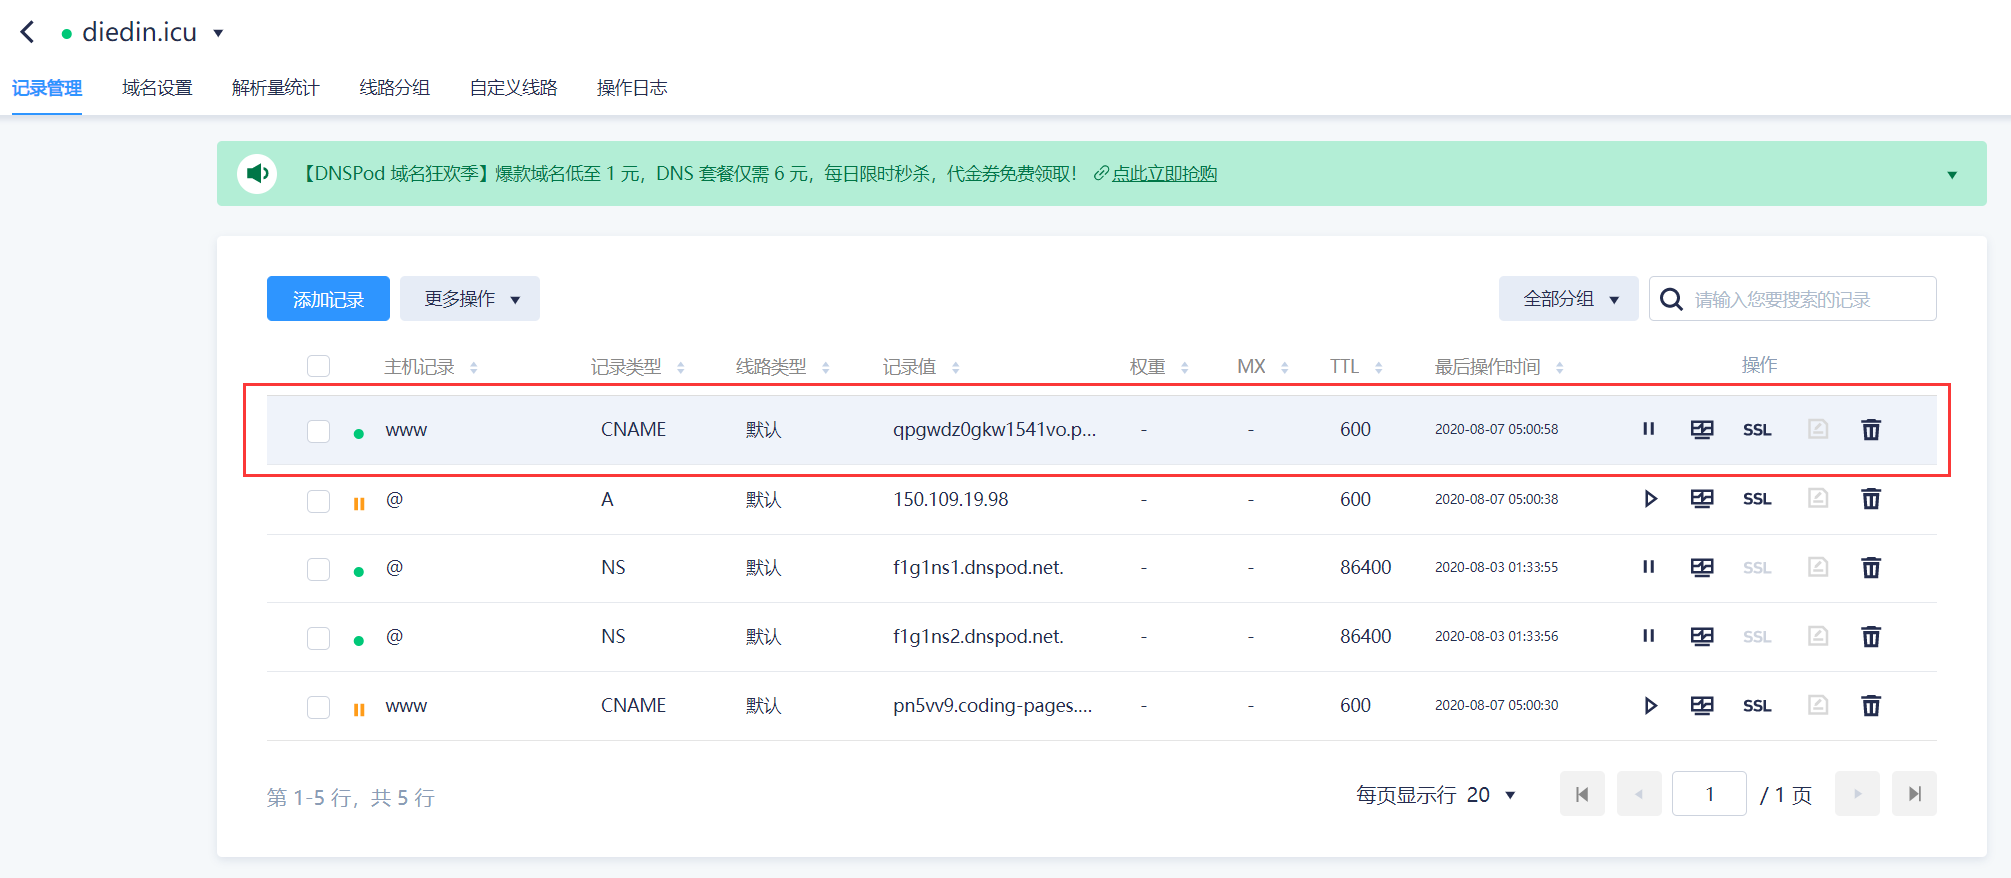 diedin.icu
记录管理 域名设置 解析量统计 线路分组 自定义线路 操作日志
【DNSPod 域名狂欢季】爆款域名低至 1 元，DNS 套餐仅需 6 元，每日限时秒杀，代金券免费领取！ 点此立即抢购
添加记录 更多操作 全部分组 请输入您要搜索的记录
主机记录 记录类型 线路类型 记录值 权重 MX TTL 最后操作时间 操作
www CNAME 默认 qpgwdz0gkw1541vo.p... - - 600 2020-08-07 05:00:58 SSL
@ A 默认 150.109.19.98 - - 600 2020-08-07 05:00:38 SSL
@ NS 默认 f1g1ns1.dnspod.net. - - 86400 2020-08-03 01:33:55 SSL
@ NS 默认 f1g1ns2.dnspod.net. - - 86400 2020-08-03 01:33:56 SSL
www CNAME 默认 pn5vv9.coding-pages.... - - 600 2020-08-07 05:00:30 SSL
第 1-5 行，共 5 行 每页显示行 20 1 / 1 页